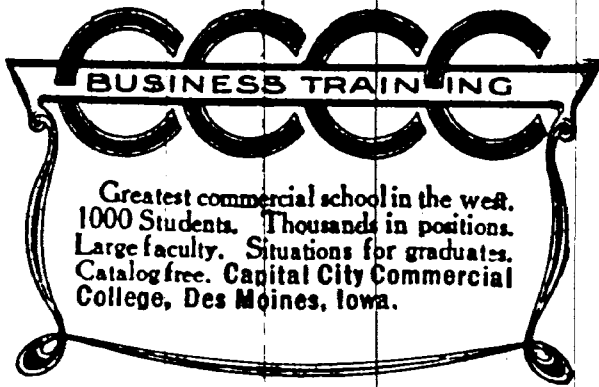 CCCC
BUSINESS TRAINING
Greatest commercial school in the west.
1000 Students. Thousands in positions.
Large faculty. Situations for graduates.
Catalog free. Capital City Commercial
College, Des Moines, Iowa.